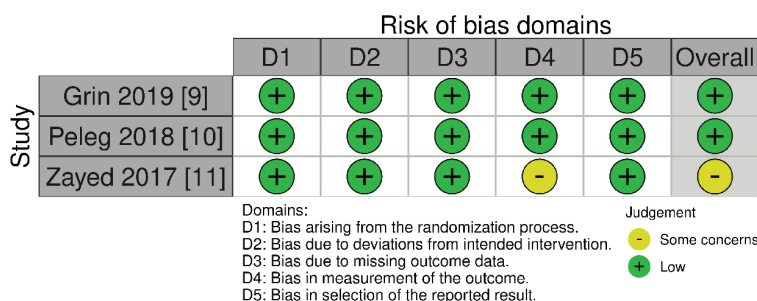 Risk of bias domains
D1 D2 D3 D4 D5 Overall
Study
Grin 2019 [9] + + + + + +
Peleg 2018 [10] + + + + + +
Zayed 2017 [11] + + + - + -
Domains:
D1: Bias arising from the randomization process.
D2: Bias due to deviations from intended intervention.
D3: Bias due to missing outcome data.
D4: Bias in measurement of the outcome.
D5: Bias in selection of the reported result.
Judgement
- Some concerns
+ Low